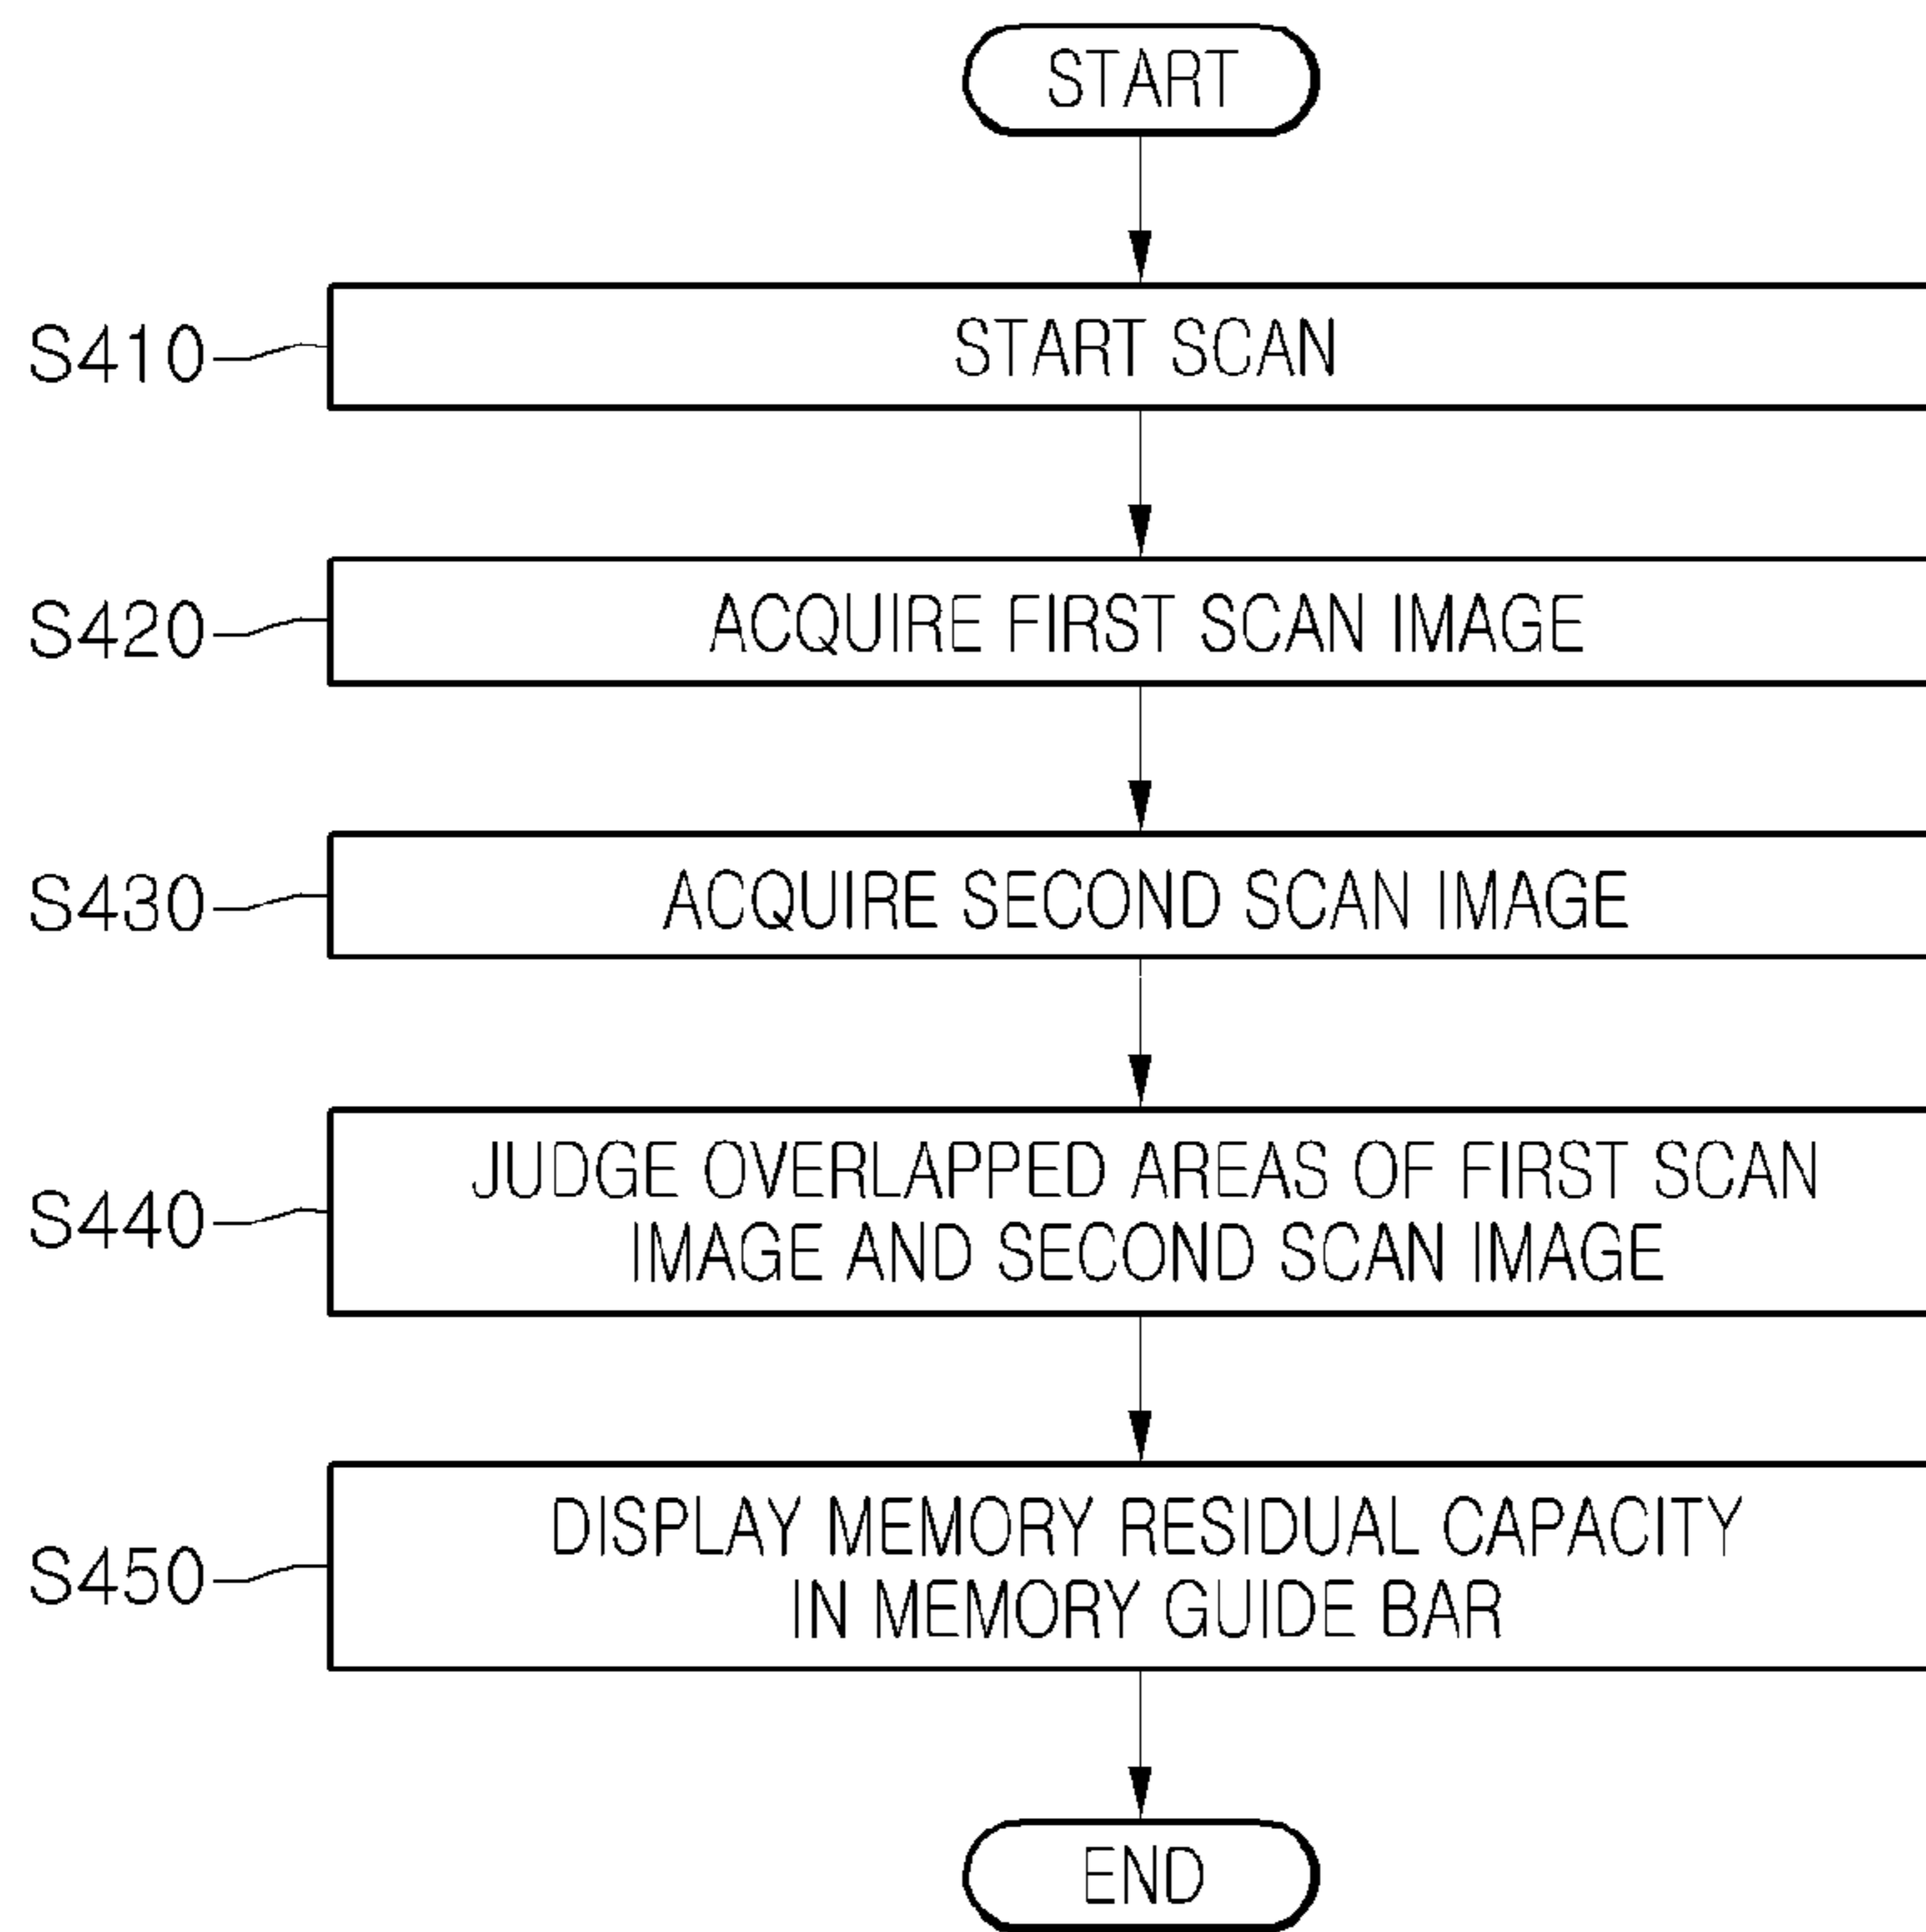 START
S410
START SCAN
S420
ACQUIRE FIRST SCAN IMAGE
S430
ACQUIRE SECOND SCAN IMAGE
S440
JUDGE OVERLAPPED AREAS OF FIRST SCAN
IMAGE AND SECOND SCAN IMAGE
S450
DISPLAY MEMORY RESIDUAL CAPACITY
IN MEMORY GUIDE BAR
END